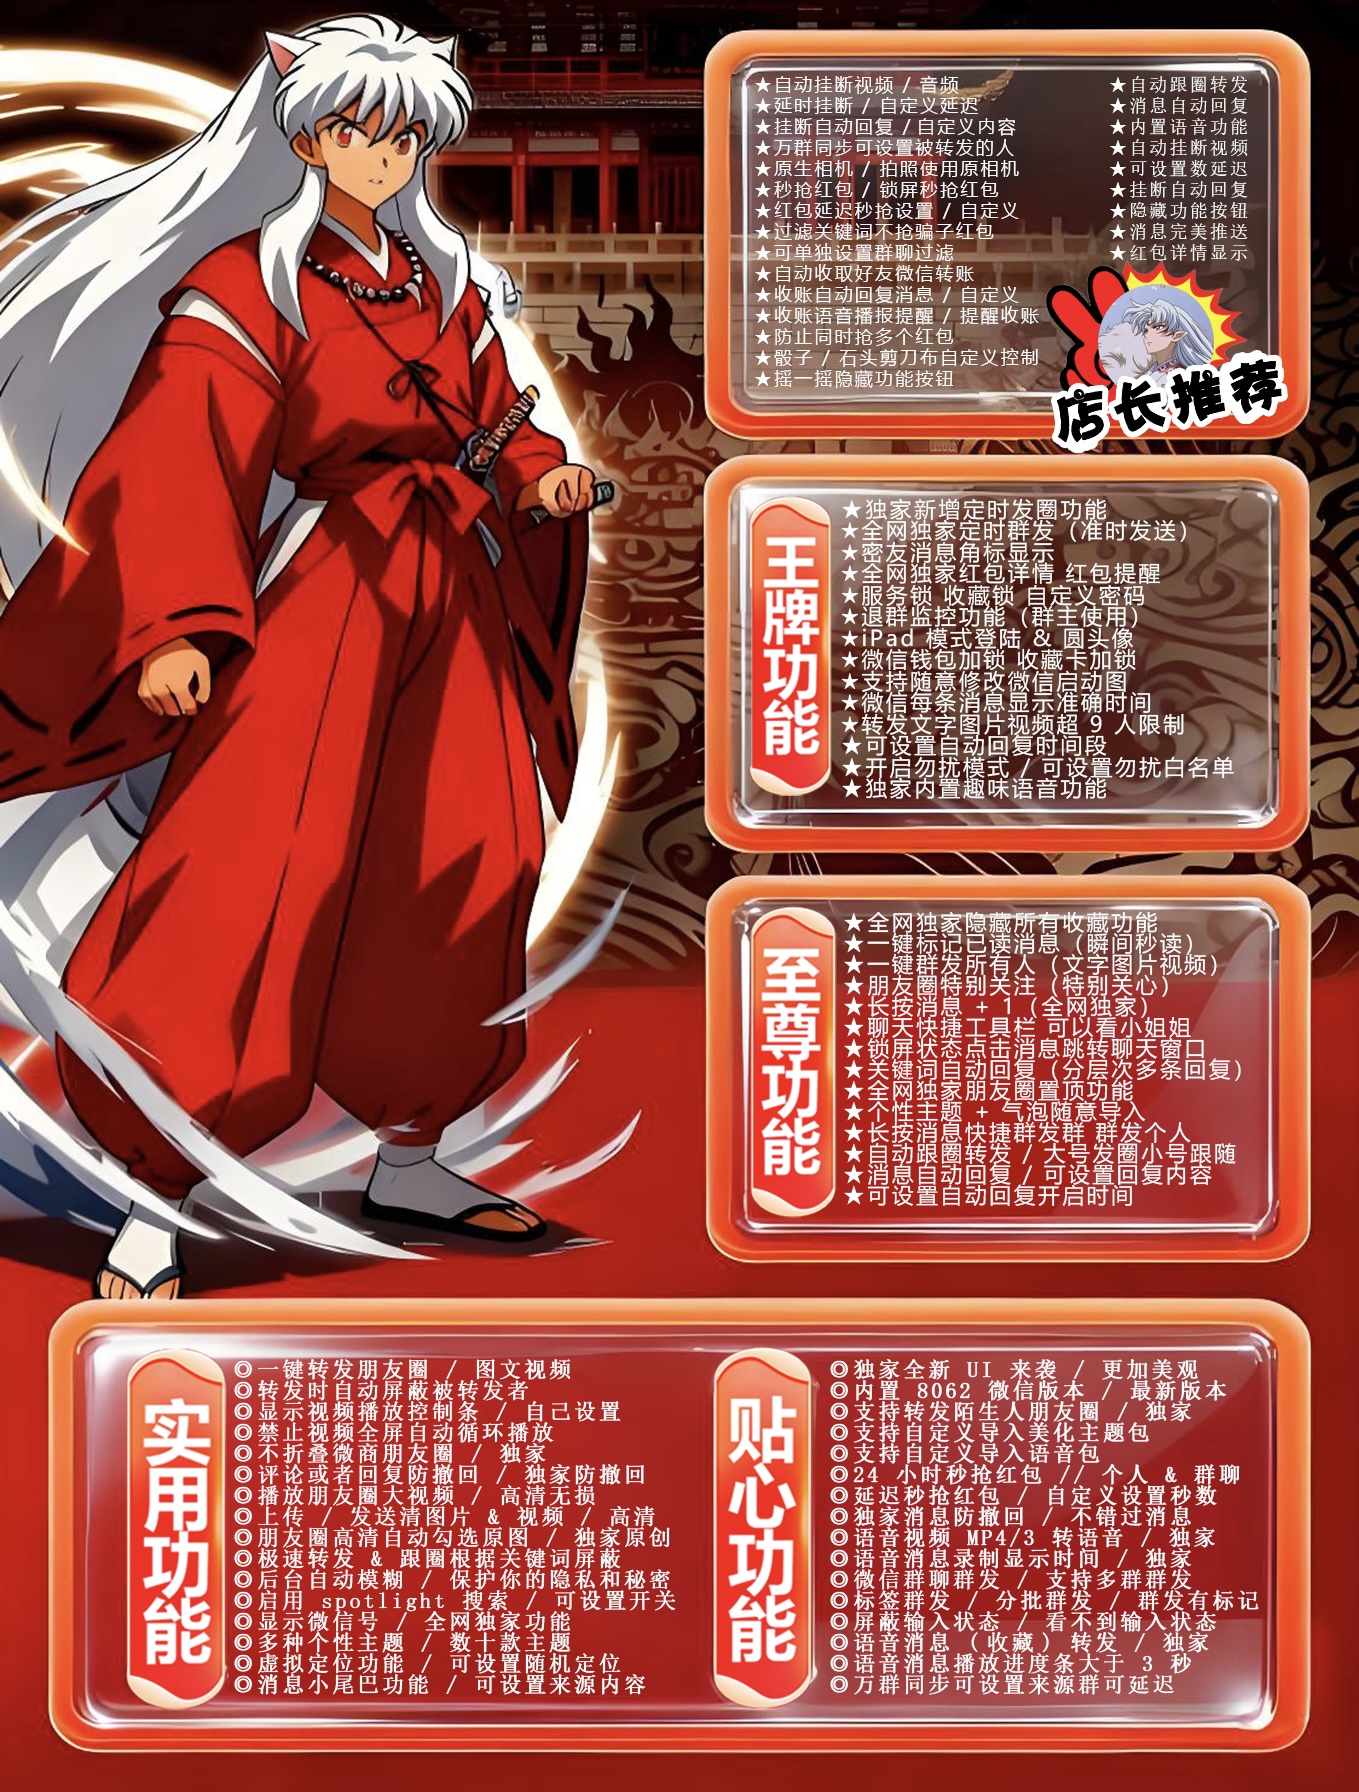 ★自动挂断视频 / 音频
★延时挂断 / 自定义延迟
★挂断自动回复 / 自定义内容
★万群同步可设置被转发的人
★原生相机 / 拍照使用原相机
★秒抢红包 / 锁屏秒抢红包
★红包延迟秒抢设置 / 自定义
★过滤关键词不抢骗子红包
★可单独设置群聊过滤
★自动收取好友微信转账
★收账自动回复消息 / 自定义
★收账语音播报提醒 / 提醒收账
★防止同时抢多个红包
★骰子 / 石头剪刀布自定义控制
★摇一摇隐藏功能按钮
★自动跟圈转发
★消息自动回复
★内置语音功能
★自动挂断视频
★可设置数延迟
★挂断自动回复
★隐藏功能按钮
★消息完美推送
★红包详情显示
店长推荐
王牌功能
★独家新增定时发圈功能
★全网独家定时群发（准时发送）
★密友消息角标显示
★全网独家红包详情 红包提醒
★服务锁 收藏锁 自定义密码
★退群监控功能（群主使用）
★iPad 模式登陆 & 圆头像
★微信钱包加锁 收藏卡加锁
★支持随意修改微信启动图
★微信每条消息显示准确时间
★转发文字图片视频超 9 人限制
★可设置自动回复时间段
★开启勿扰模式 / 可设置勿扰白名单
★独家内置趣味语音功能
至尊功能
★全网独家隐藏所有收藏功能
★一键标记已读消息（瞬间秒读）
★一键群发所有人（文字图片视频）
★朋友圈特别关注（特别关心）
★长按消息 + 1（全网独家）
★聊天快捷工具栏 可以看小姐姐
★锁屏状态点击消息跳转聊天窗口
★关键词自动回复（分层次多条回复）
★全网独家朋友圈置顶功能
★个性主题 + 气泡随意导入
★长按消息快捷群发群 群发个人
★自动跟圈转发 / 大号发圈小号跟随
★消息自动回复 / 可设置回复内容
★可设置自动回复开启时间
实用功能
◎一键转发朋友圈 / 图文视频
◎转发时自动屏蔽被转发者
◎显示视频播放控制条 / 自己设置
◎禁止视频全屏自动循环播放
◎不折叠微商朋友圈 / 独家
◎评论或者回复防撤回 / 独家防撤回
◎播放朋友圈大视频 / 高清无损
◎上传 / 发送清图片 & 视频 / 高清
◎朋友圈高清自动勾选原图 / 独家原创
◎极速转发 & 跟圈根据关键词屏蔽
◎后台自动模糊 / 保护你的隐私和秘密
◎启用 spotlight 搜索 / 可设置开关
◎显示微信号 / 全网独家功能
◎多种个性主题 / 数十款主题
◎虚拟定位功能 / 可设置随机定位
◎消息小尾巴功能 / 可设置来源内容
贴心功能
◎独家全新 UI 来袭 / 更加美观
◎内置 8062 微信版本 / 最新版本
◎支持转发陌生人朋友圈 / 独家
◎支持自定义导入美化主题包
◎支持自定义导入语音包
◎24 小时秒抢红包 // 个人 & 群聊
◎延迟秒抢红包 / 自定义设置秒数
◎独家消息防撤回 / 不错过消息
◎语音视频 MP4/3 转语音 / 独家
◎语音消息录制显示时间 / 独家
◎微信群聊群发 / 支持多群群发
◎标签群发 / 分批群发 / 群发有标记
◎屏蔽输入状态 / 看不到输入状态
◎语音消息 (收藏) 转发 / 独家
◎语音消息播放进度条大于 3 秒
◎万群同步可设置来源群可延迟